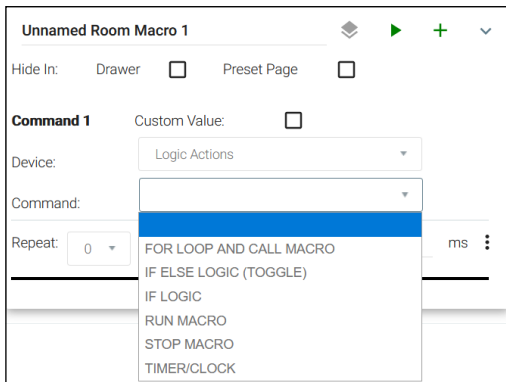 Unnamed Room Macro 1
Hide In: Drawer Preset Page
Command 1 Custom Value:
Device: Logic Actions
Command:
Repeat: 0 ms
FOR LOOP AND CALL MACRO
IF ELSE LOGIC (TOGGLE)
IF LOGIC
RUN MACRO
STOP MACRO
TIMER/CLOCK